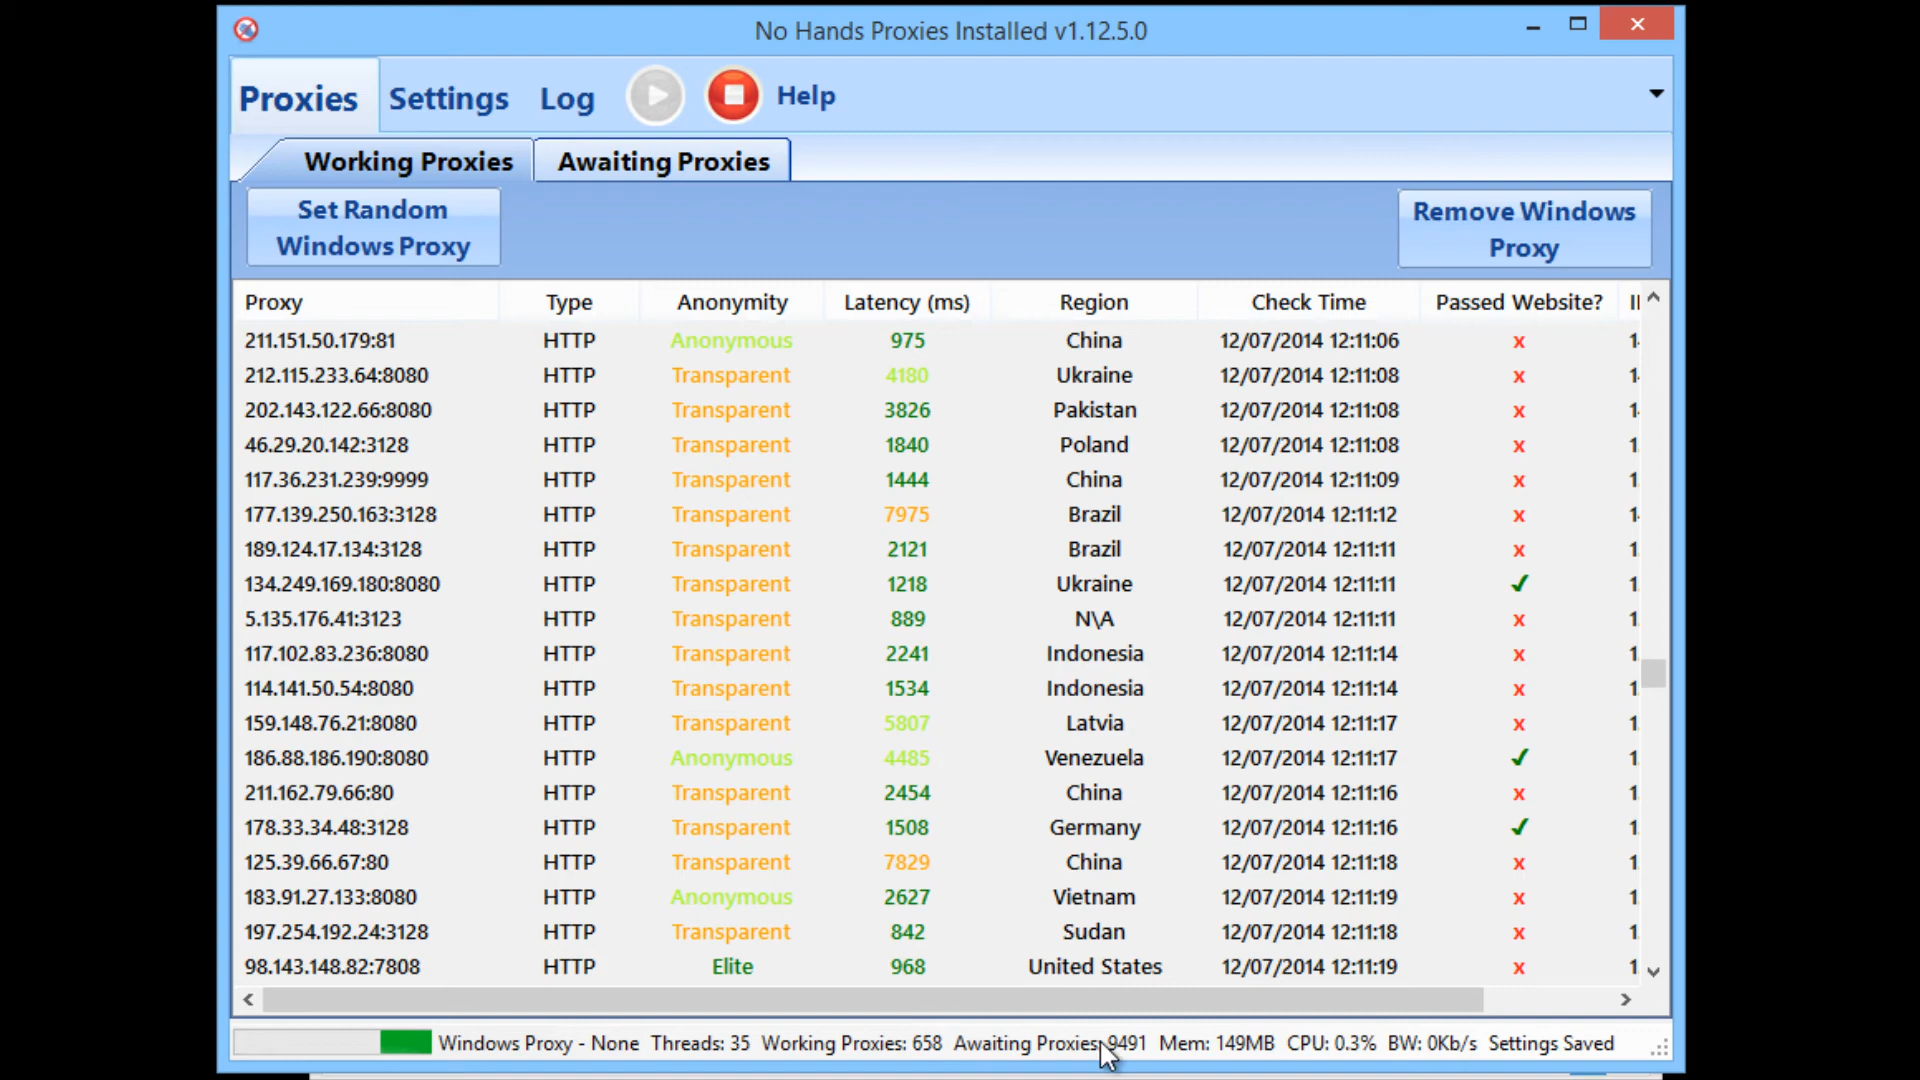 No Hands Proxies Installed v1.12.5.0
Proxies Settings Log Help
Working Proxies Awaiting Proxies
Set Random
Windows Proxy
Remove Windows
Proxy
Proxy Type Anonymity Latency (ms) Region Check Time Passed Website?
211.151.50.179:81 HTTP Anonymous 975 China 12/07/2014 12:11:06 x
212.115.233.64:8080 HTTP Transparent 4180 Ukraine 12/07/2014 12:11:08 x
202.143.122.66:8080 HTTP Transparent 3826 Pakistan 12/07/2014 12:11:08 x
46.29.20.142:3128 HTTP Transparent 1840 Poland 12/07/2014 12:11:08 x
117.36.231.239:9999 HTTP Transparent 1444 China 12/07/2014 12:11:09 x
177.139.250.163:3128 HTTP Transparent 7975 Brazil 12/07/2014 12:11:12 x
189.124.17.134:3128 HTTP Transparent 2121 Brazil 12/07/2014 12:11:11 x
134.249.169.180:8080 HTTP Transparent 1218 Ukraine 12/07/2014 12:11:11 ✓
5.135.176.41:3123 HTTP Transparent 889 N\A 12/07/2014 12:11:11 x
117.102.83.236:8080 HTTP Transparent 2241 Indonesia 12/07/2014 12:11:14 x
114.141.50.54:8080 HTTP Transparent 1534 Indonesia 12/07/2014 12:11:14 x
159.148.76.21:8080 HTTP Transparent 5807 Latvia 12/07/2014 12:11:17 x
186.88.186.190:8080 HTTP Anonymous 4485 Venezuela 12/07/2014 12:11:17 ✓
211.162.79.66:80 HTTP Transparent 2454 China 12/07/2014 12:11:16 x
178.33.34.48:3128 HTTP Transparent 1508 Germany 12/07/2014 12:11:16 ✓
125.39.66.67:80 HTTP Transparent 7829 China 12/07/2014 12:11:18 x
183.91.27.133:8080 HTTP Anonymous 2627 Vietnam 12/07/2014 12:11:19 x
197.254.192.24:3128 HTTP Transparent 842 Sudan 12/07/2014 12:11:18 x
98.143.148.82:7808 HTTP Elite 968 United States 12/07/2014 12:11:19 x
Windows Proxy - None Threads: 35 Working Proxies: 658 Awaiting Proxies: 9491 Mem: 149MB CPU: 0.3% BW: 0Kb/s Settings Saved